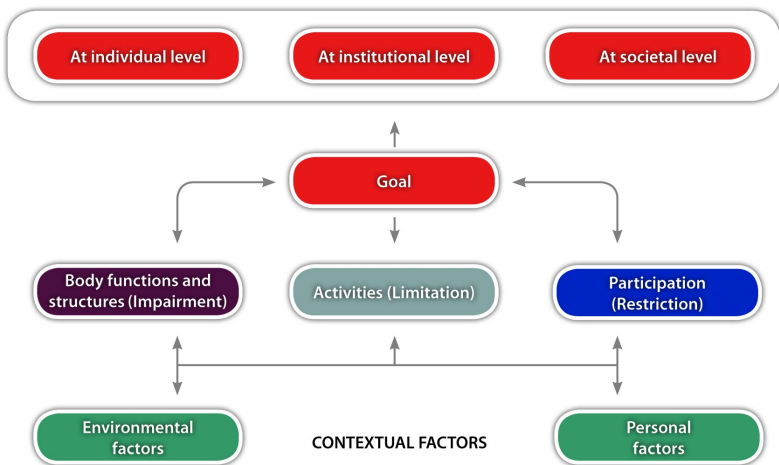 At individual level
At institutional level
At societal level
Goal
Body functions and
structures (Impairment)
Activities (Limitation)
Participation
(Restriction)
Environmental
factors
CONTEXTUAL FACTORS
Personal
factors